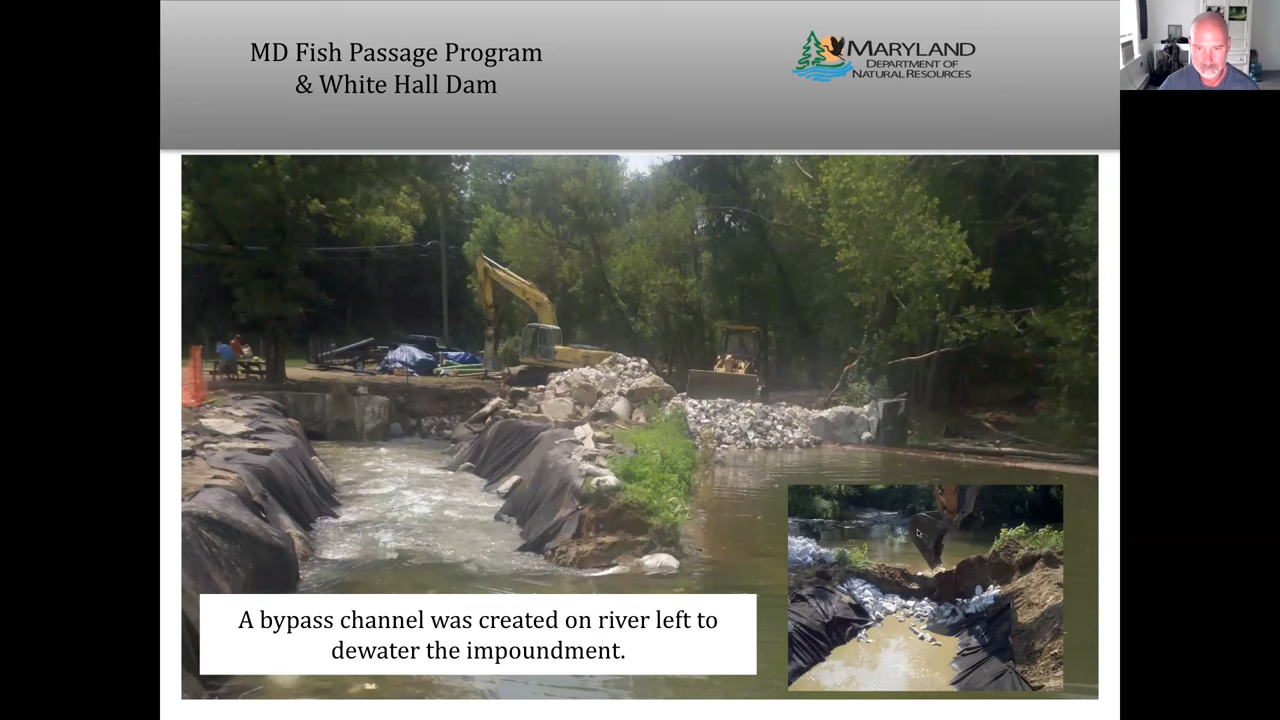 MD Fish Passage Program
& White Hall Dam
MARYLAND
DEPARTMENT OF
NATURAL RESOURCES
A bypass channel was created on river left to
dewater the impoundment.